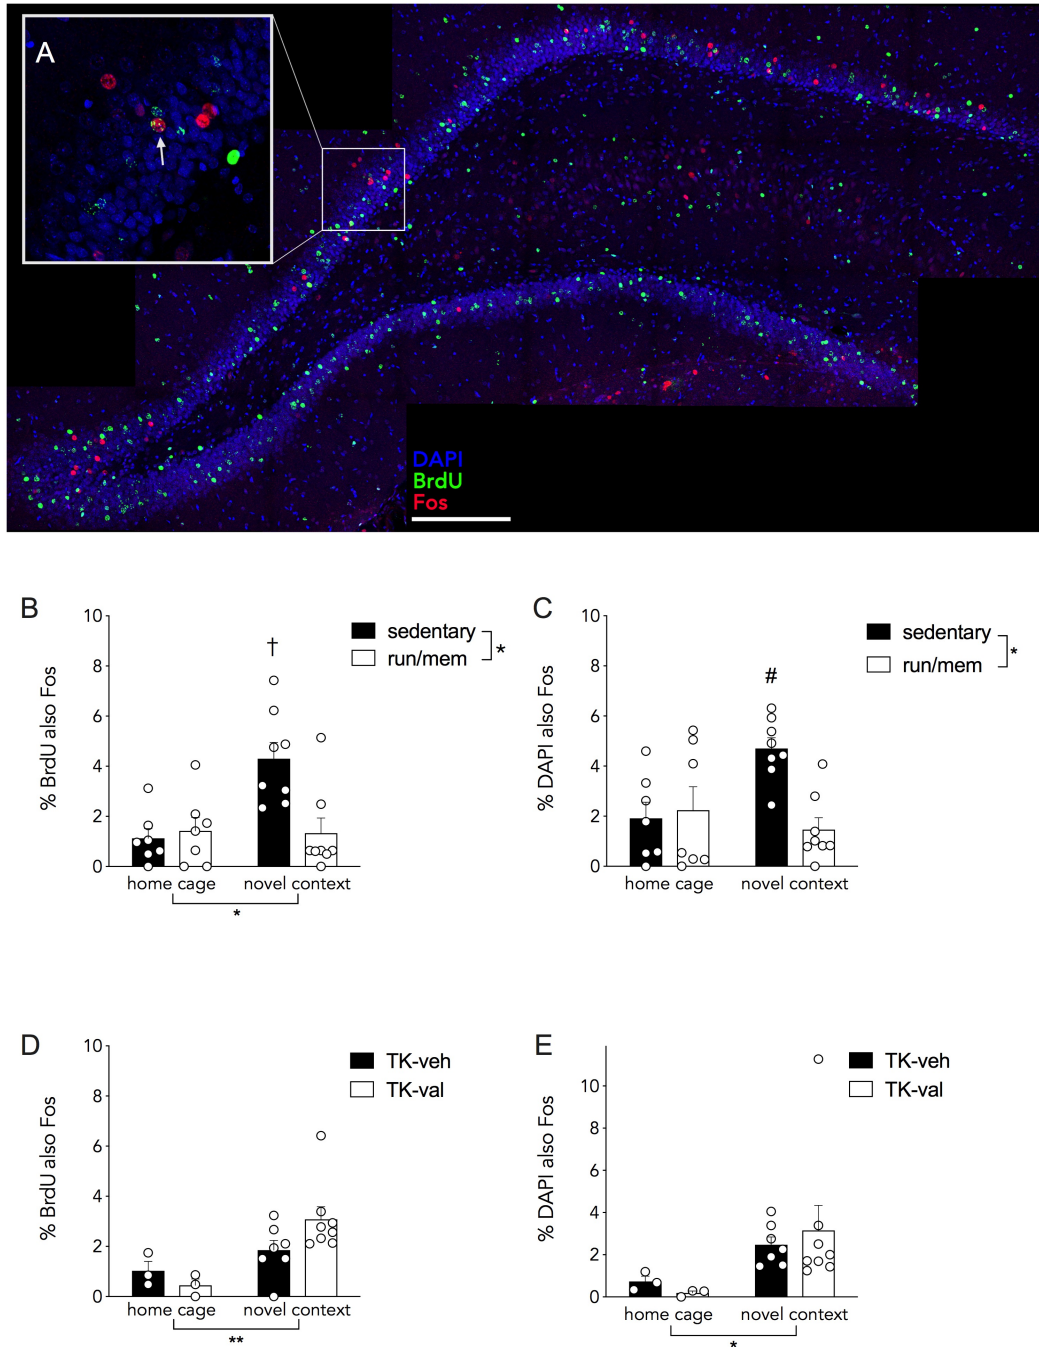 A
DAPI
BrdU
Fos
B
% BrdU also Fos
10
8
6
4
2
0
†
sedentary
run/mem
*
home cage
novel context
*
C
% DAPI also Fos
10
8
6
4
2
0
#
sedentary
run/mem
*
home cage
novel context
D
% BrdU also Fos
10
8
6
4
2
0
TK-veh
TK-val
home cage
novel context
**
E
% DAPI also Fos
10
8
6
4
2
0
TK-veh
TK-val
home cage
novel context
*